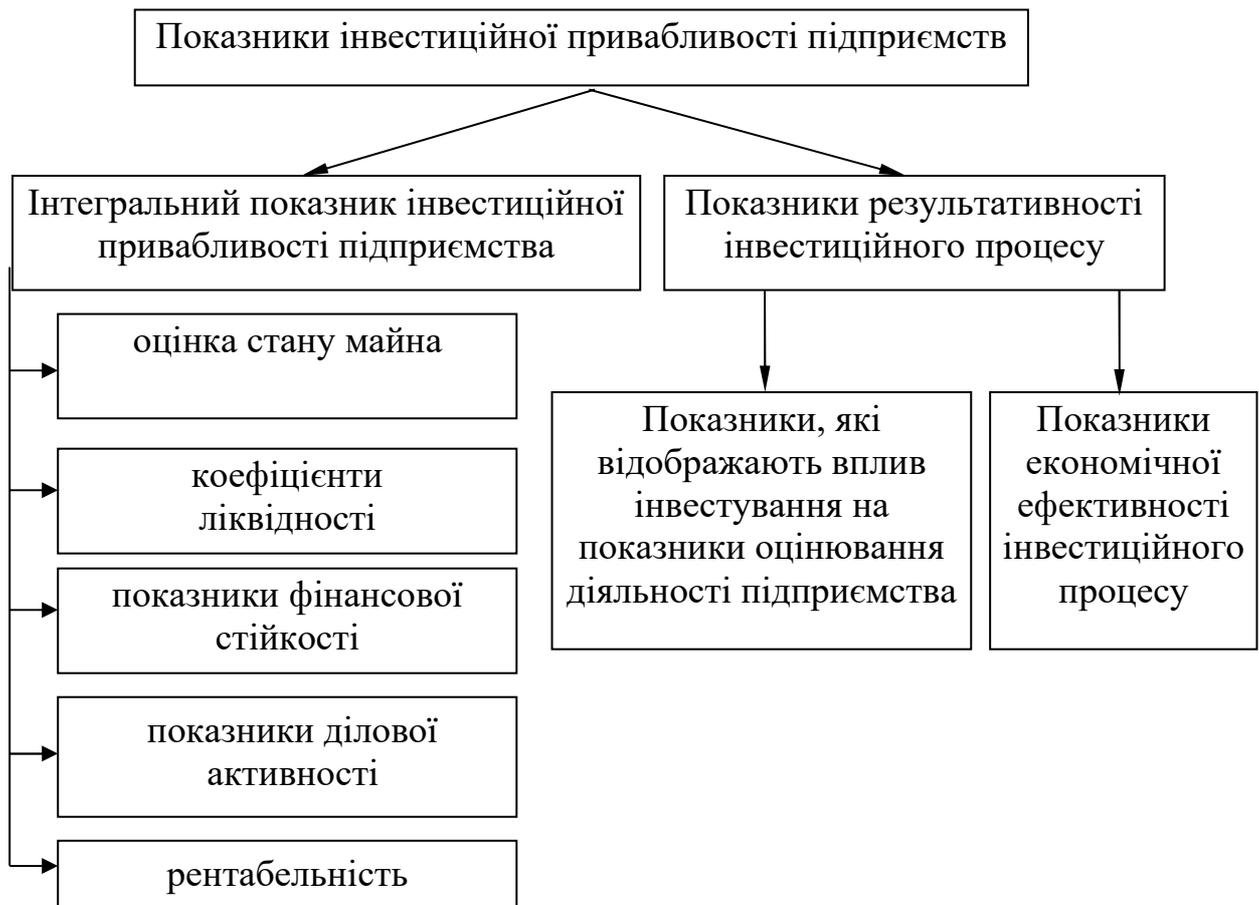 Показники інвестиційної привабливості підприємств
Інтегральний показник інвестиційної
привабливості підприємства
Показники результативності
інвестиційного процесу
оцінка стану майна
коефіцієнти
ліквідності
показники фінансової
стійкості
показники ділової
активності
рентабельність
Показники, які
відображають вплив
інвестування на
показники оцінювання
діяльності підприємства
Показники
економічної
ефективності
інвестиційного
процесу